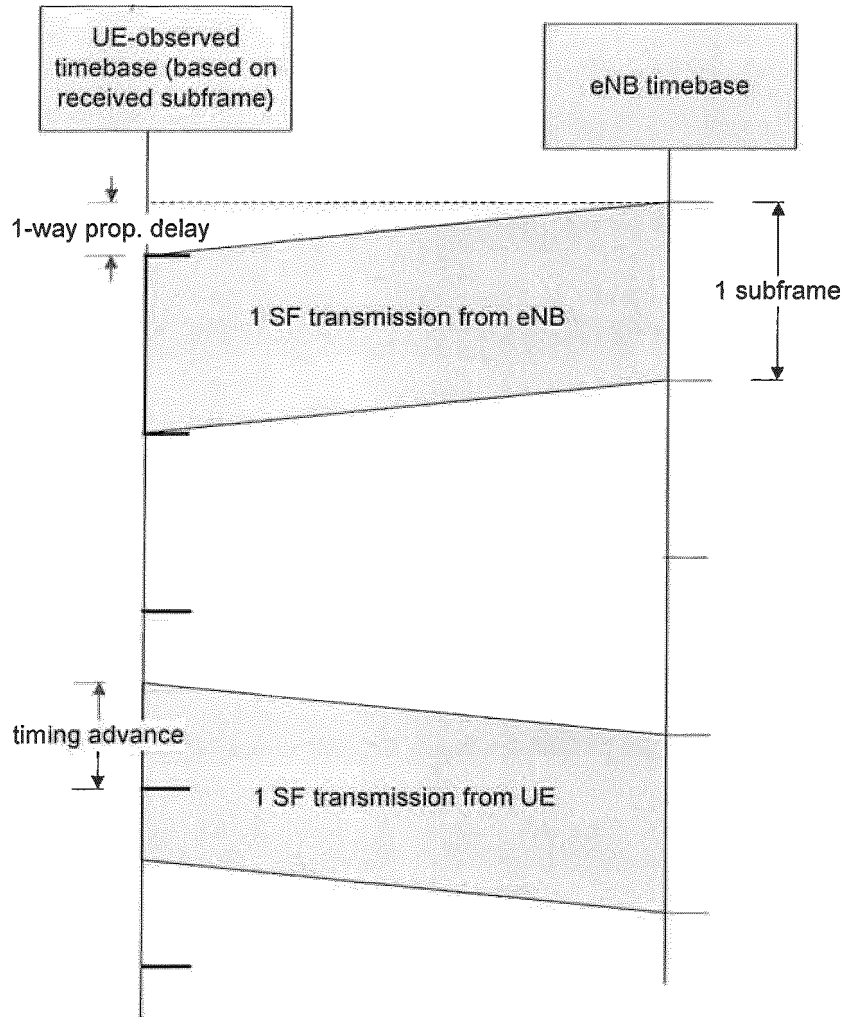 UE-observed
timebase (based on
received subframe)
eNB timebase
1-way prop. delay
1 subframe
1 SF transmission from eNB
timing advance
1 SF transmission from UE